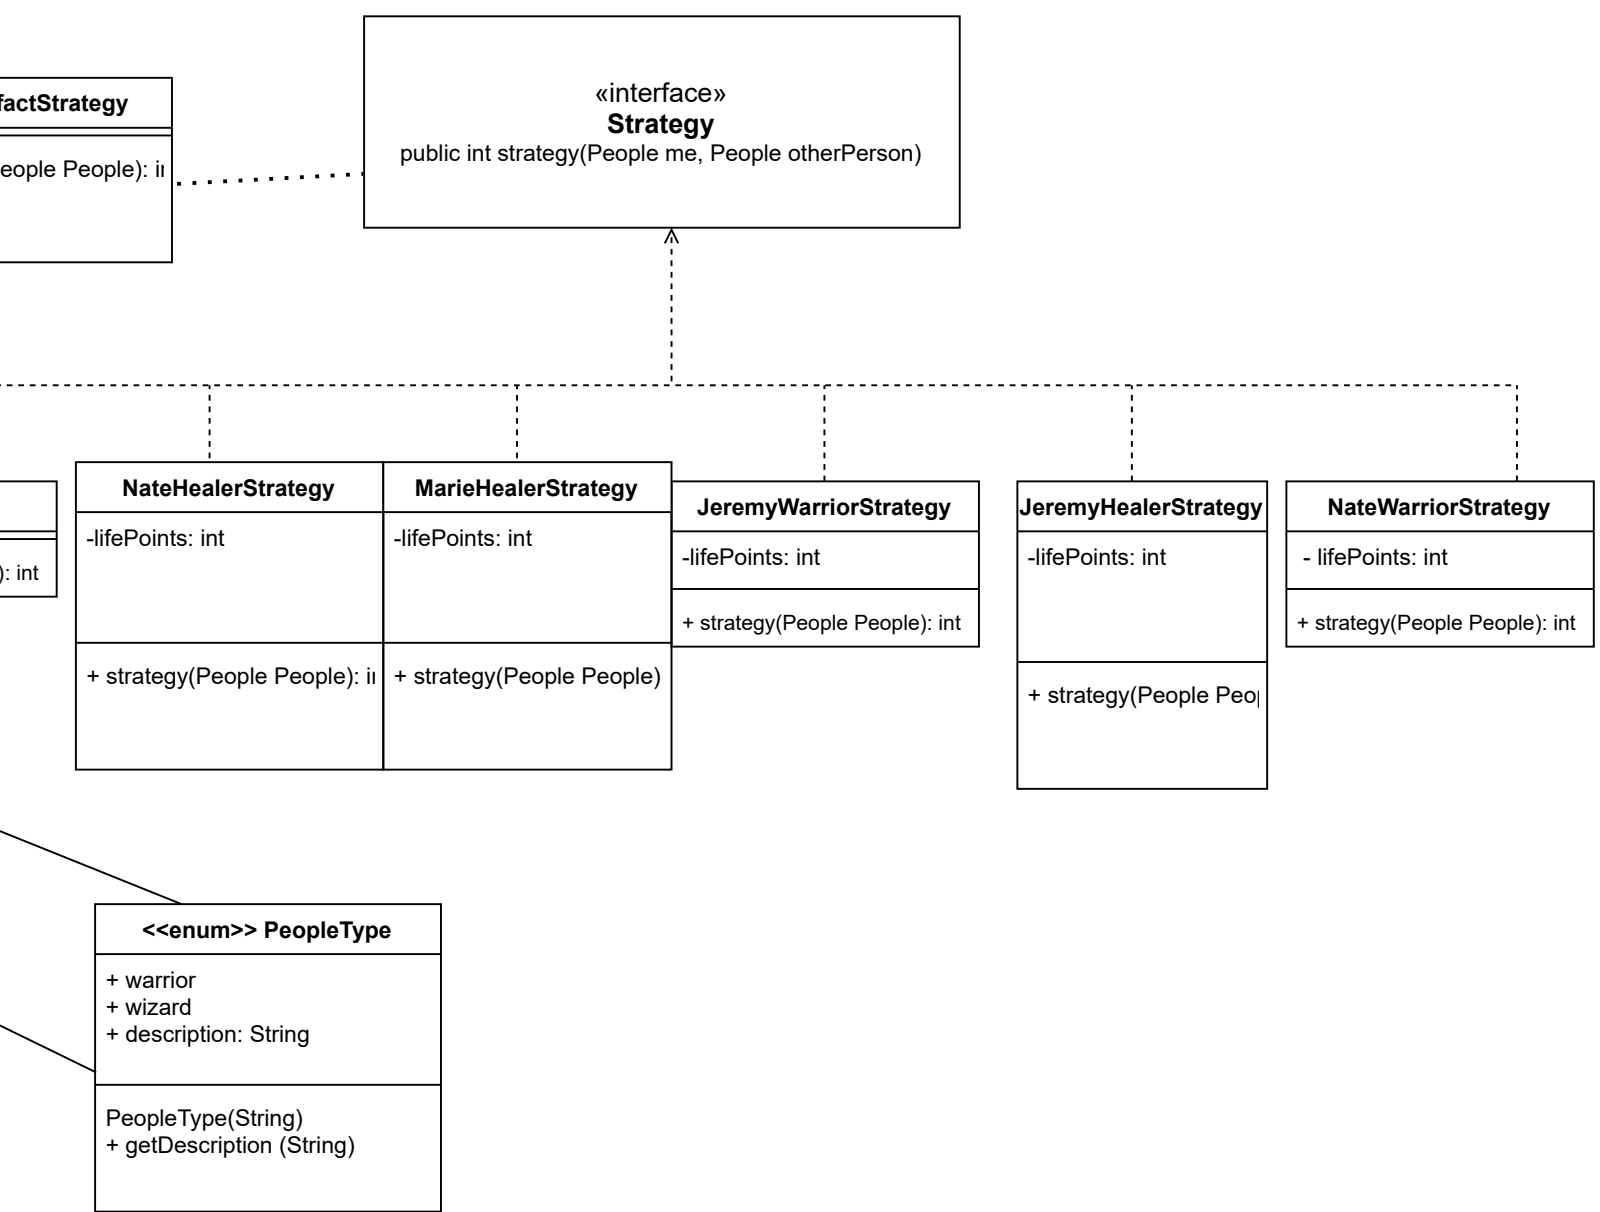 factStrategy
eople People): i
«interface»
Strategy
public int strategy(People me, People otherPerson)
): int
NateHealerStrategy
-lifePoints: int
+ strategy(People People): i
MarieHealerStrategy
-lifePoints: int
+ strategy(People People)
JeremyWarriorStrategy
-lifePoints: int
+ strategy(People People): int
JeremyHealerStrategy
-lifePoints: int
+ strategy(People Peo
NateWarriorStrategy
- lifePoints: int
+ strategy(People People): int
<<enum>> PeopleType
+ warrior
+ wizard
+ description: String
PeopleType(String)
+ getDescription (String)